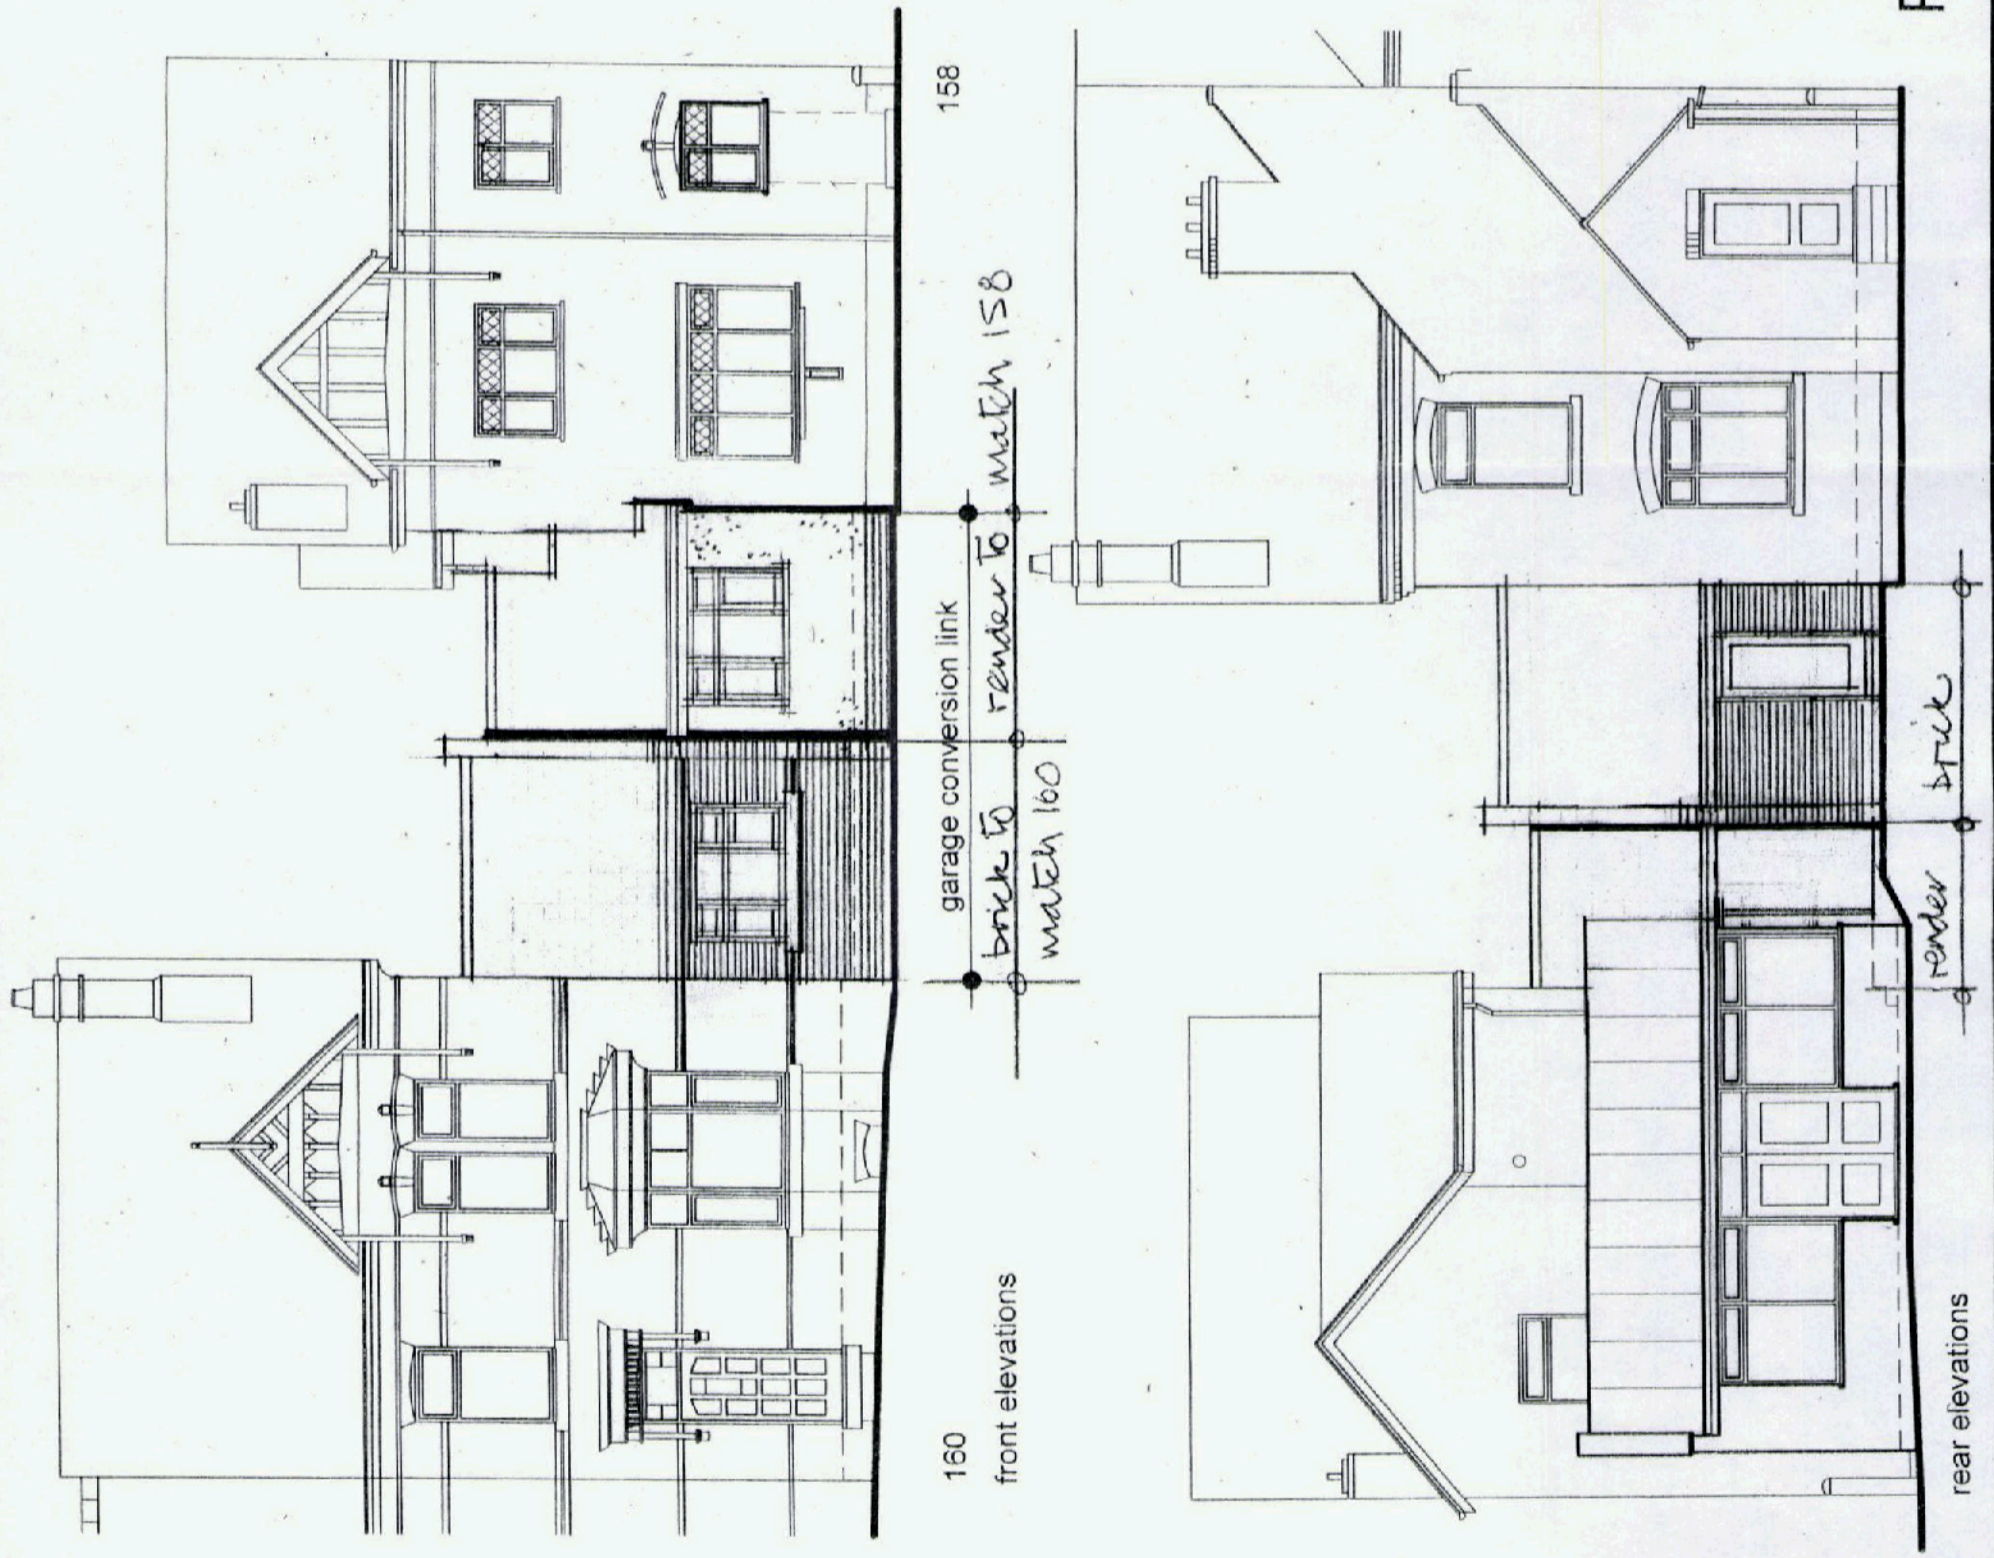 160
158
garage conversion link
brick to render to match 158
match 160
front elevations
render brick
rear elevations